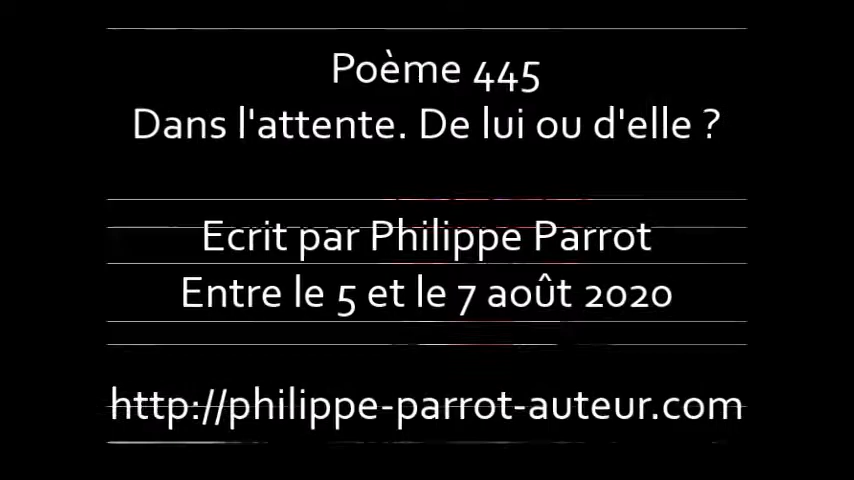 Poème 445
Dans l'attente. De lui ou d'elle ?
Ecrit par Philippe Parrot
Entre le 5 et le 7 août 2020
http://philippe-parrot-auteur.com